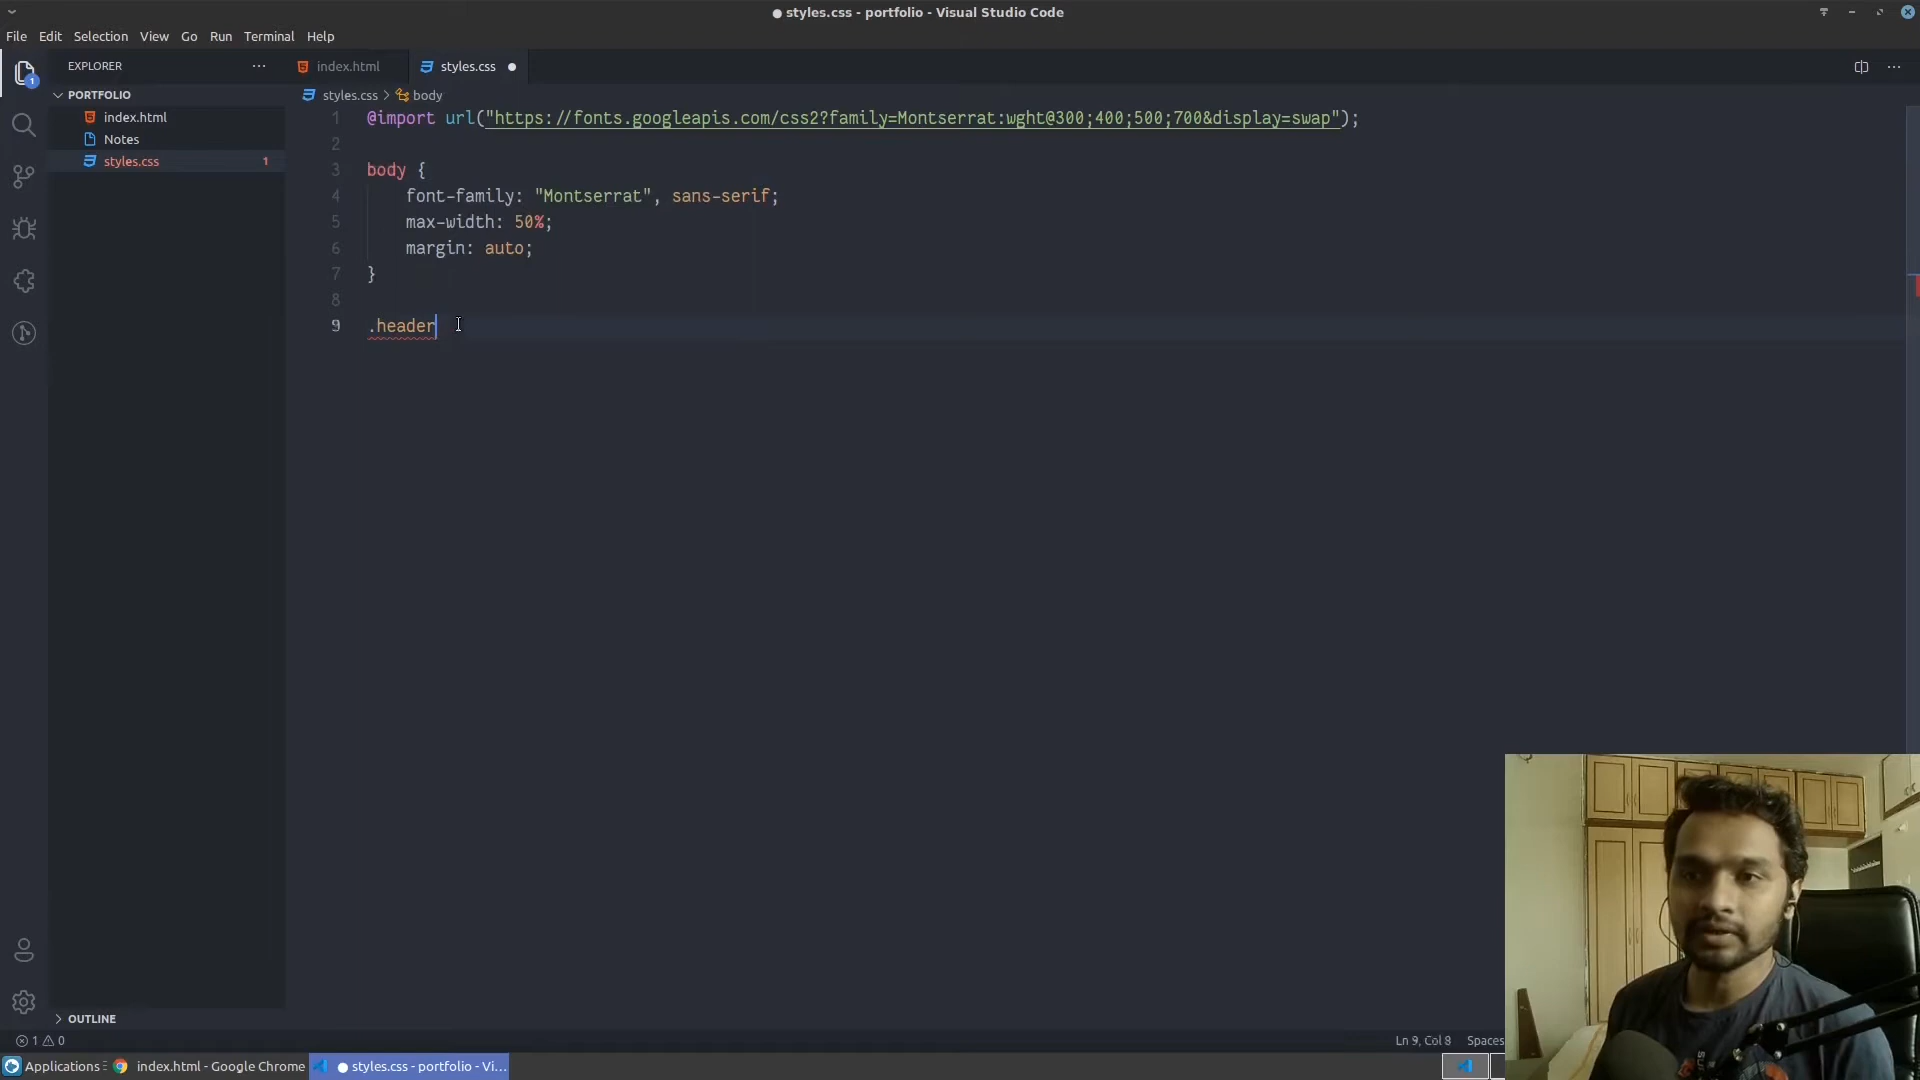 styles.css - portfolio - Visual Studio Code
File Edit Selection View Go Run Terminal Help
EXPLORER
index.html
styles.css
PORTFOLIO
styles.css > body
index.html
Notes
styles.css 1
1 @import url("https://fonts.googleapis.com/css2?family=Montserrat:wght@300;400;500;700&display=swap");
2
3 body {
4 font-family: "Montserrat", sans-serif;
5 max-width: 50%;
6 margin: auto;
7 }
8
9 .header
1
OUTLINE
1 0
Ln 9, Col 8 Spaces
Applications
index.html - Google Chrome
styles.css - portfolio - Vi...